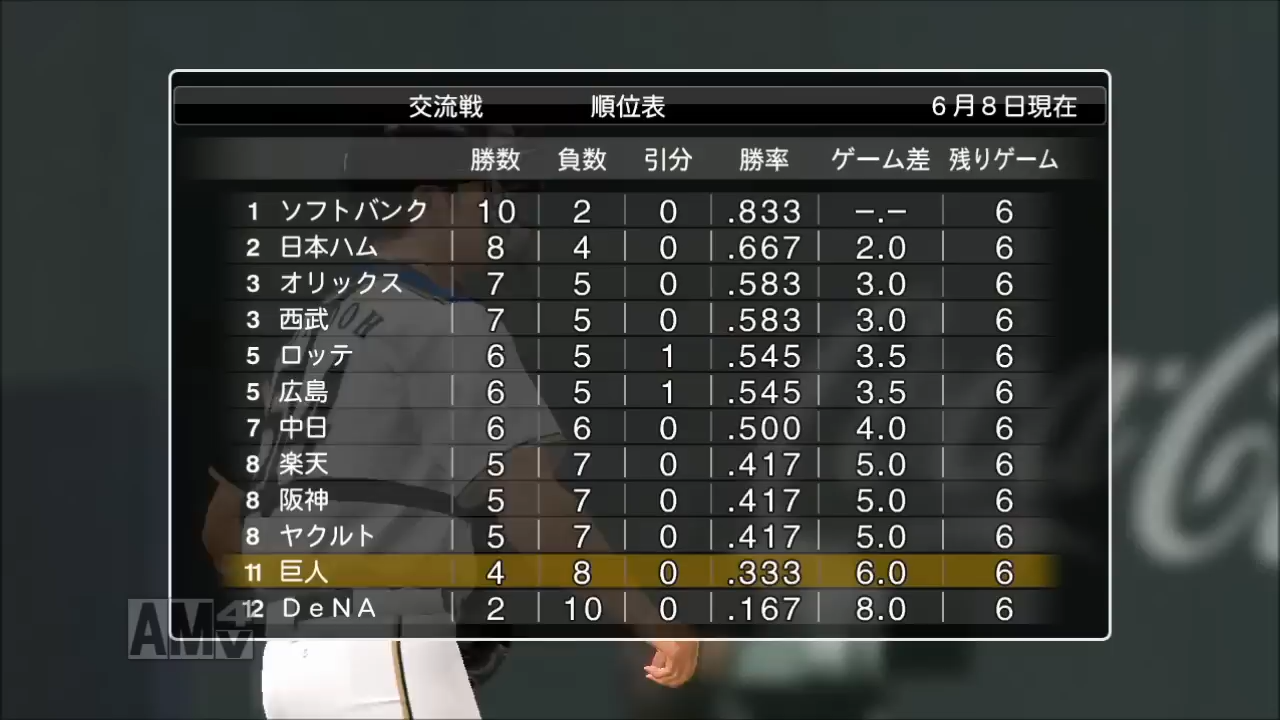 交流戦 順位表 6月8日現在
勝数 負数 引分 勝率 ゲーム差 残りゲーム
1 ソフトバンク 10 2 0 .833 −.− 6
2 日本ハム 8 4 0 .667 2.0 6
3 オリックス 7 5 0 .583 3.0 6
3 西武 7 5 0 .583 3.0 6
5 ロッテ 6 5 1 .545 3.5 6
5 広島 6 5 1 .545 3.5 6
7 中日 6 6 0 .500 4.0 6
8 楽天 5 7 0 .417 5.0 6
8 阪神 5 7 0 .417 5.0 6
8 ヤクルト 5 7 0 .417 5.0 6
11 巨人 4 8 0 .333 6.0 6
12 DeNA 2 10 0 .167 8.0 6